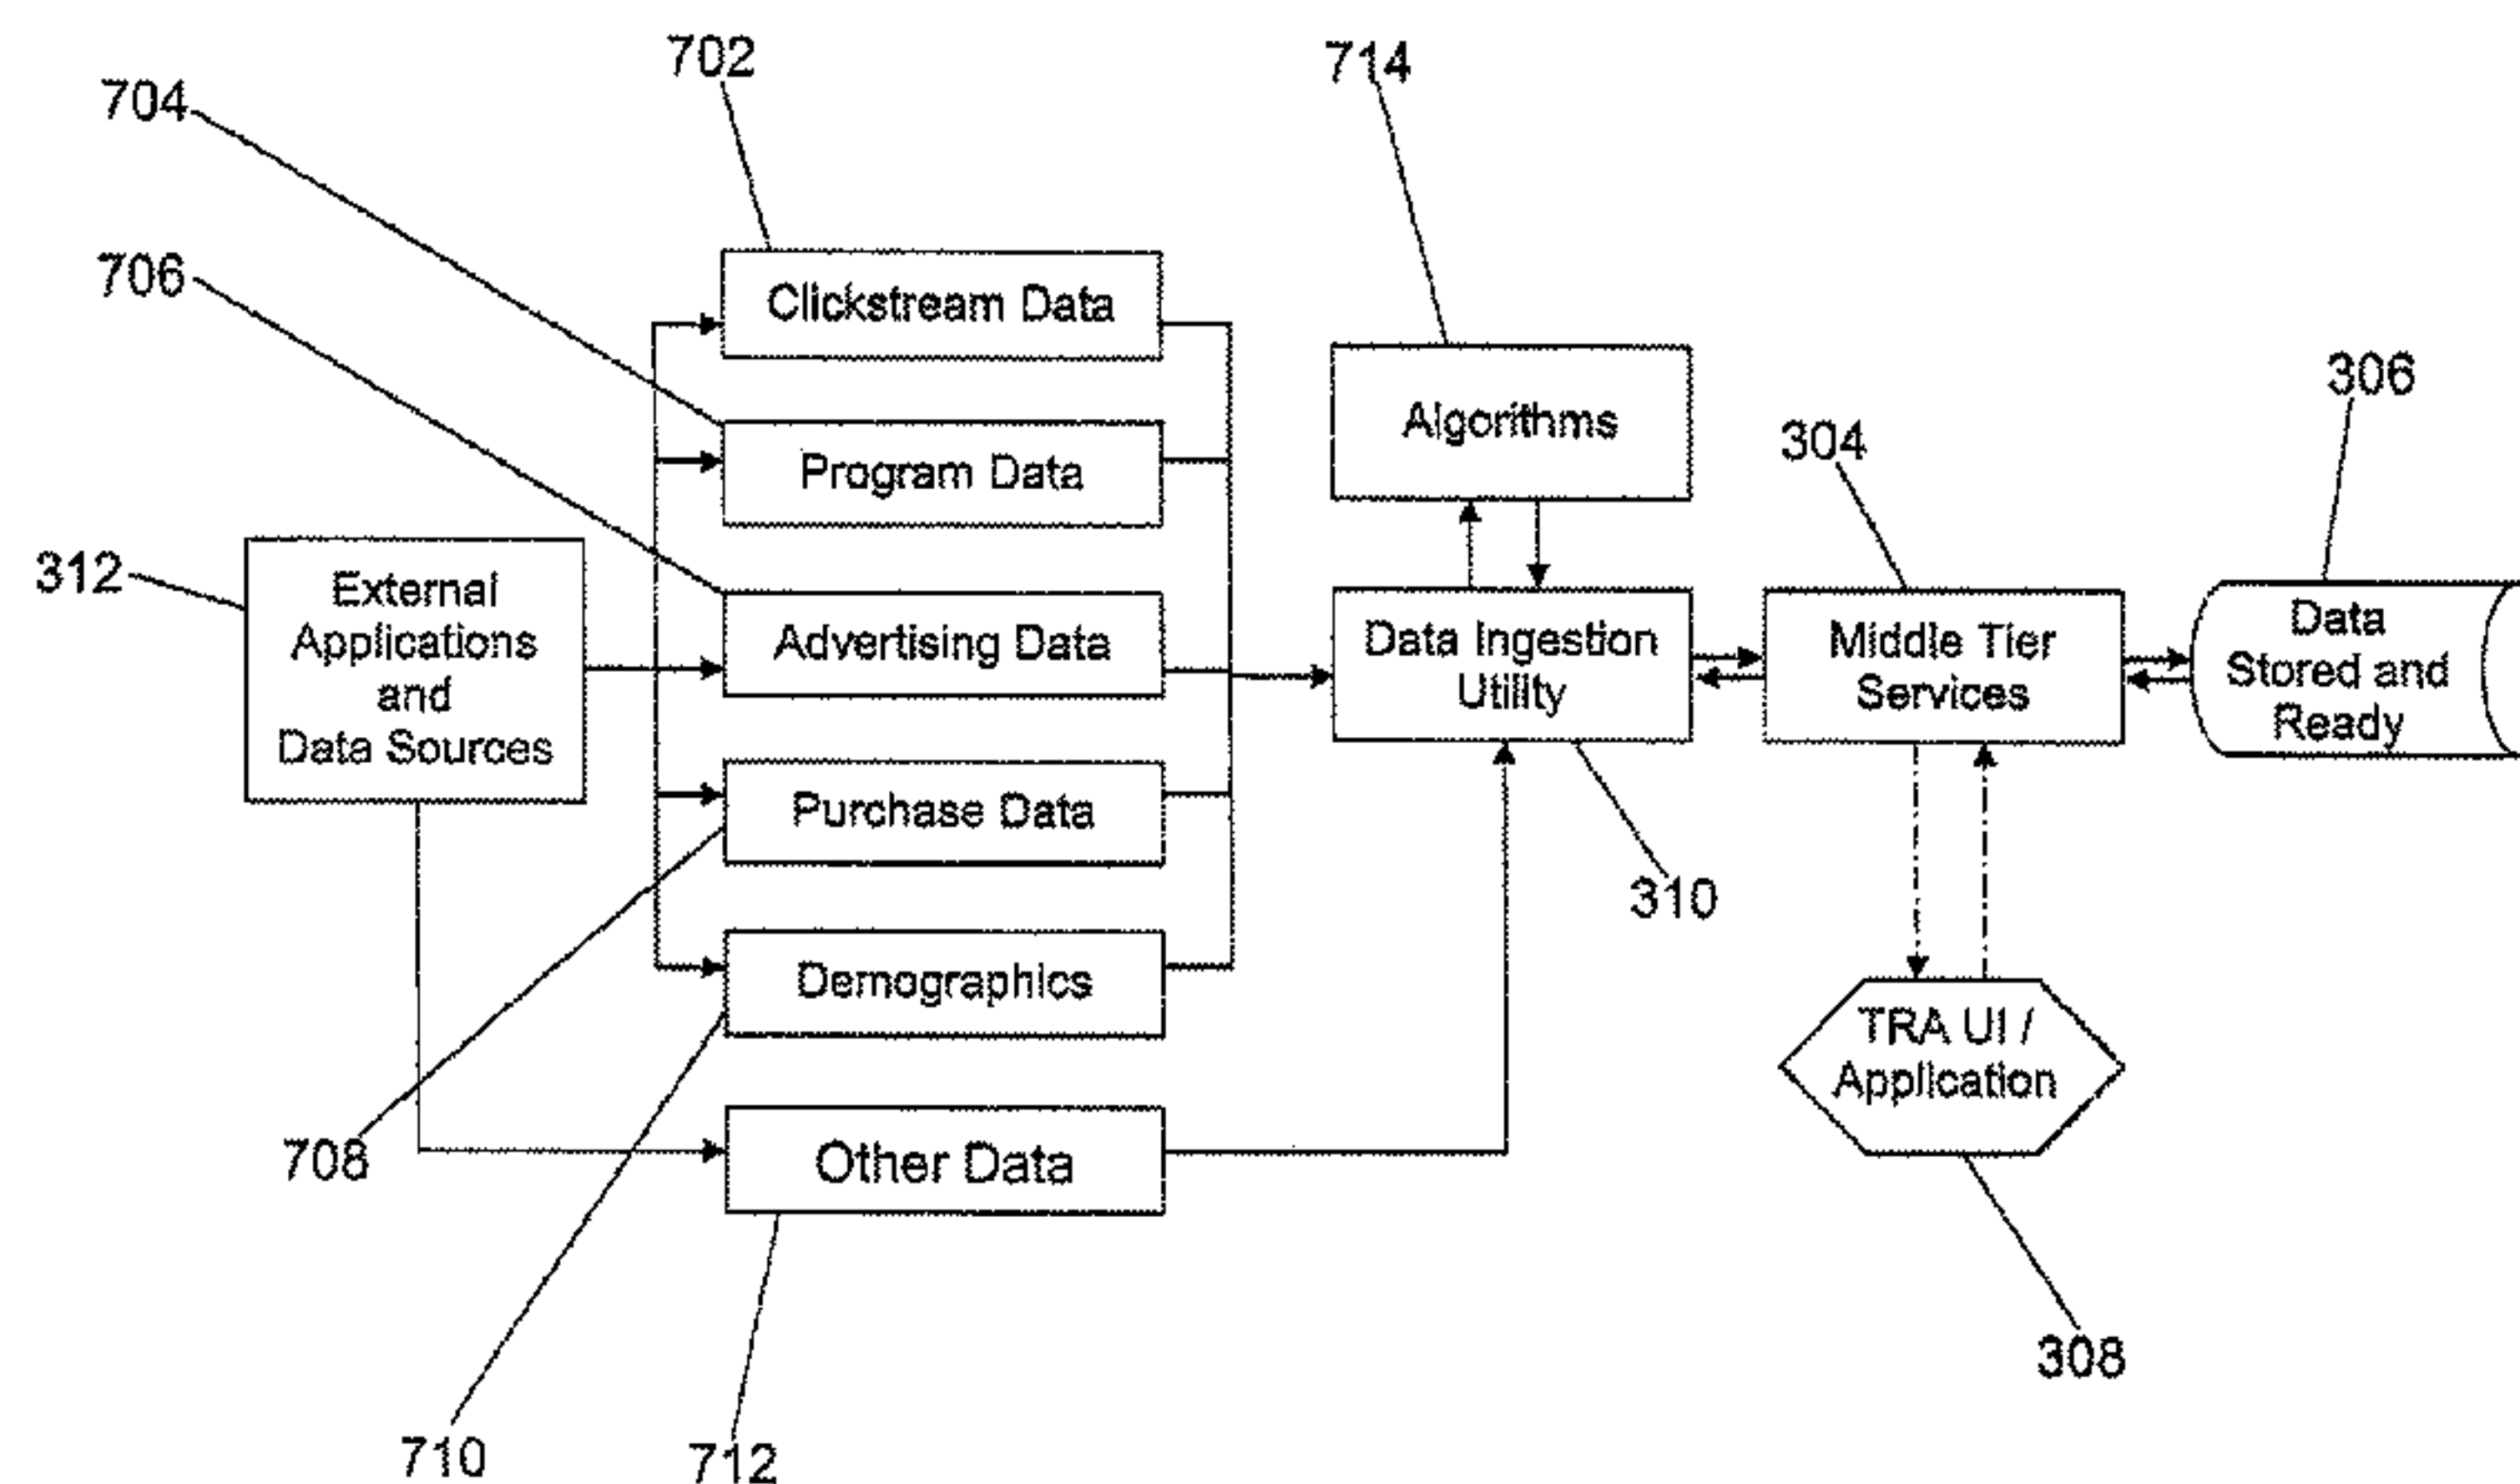 702
714
704
706
Clickstream Data
306
Algorithms
304
Program Data
312
External
Applications
and
Data Sources
Advertising Data
Data Ingestion
Utility
Middle Tier
Services
Data
Stored and
Ready
Purchase Data
310
Demographics
TRA UI /
Application
708
Other Data
308
710
712